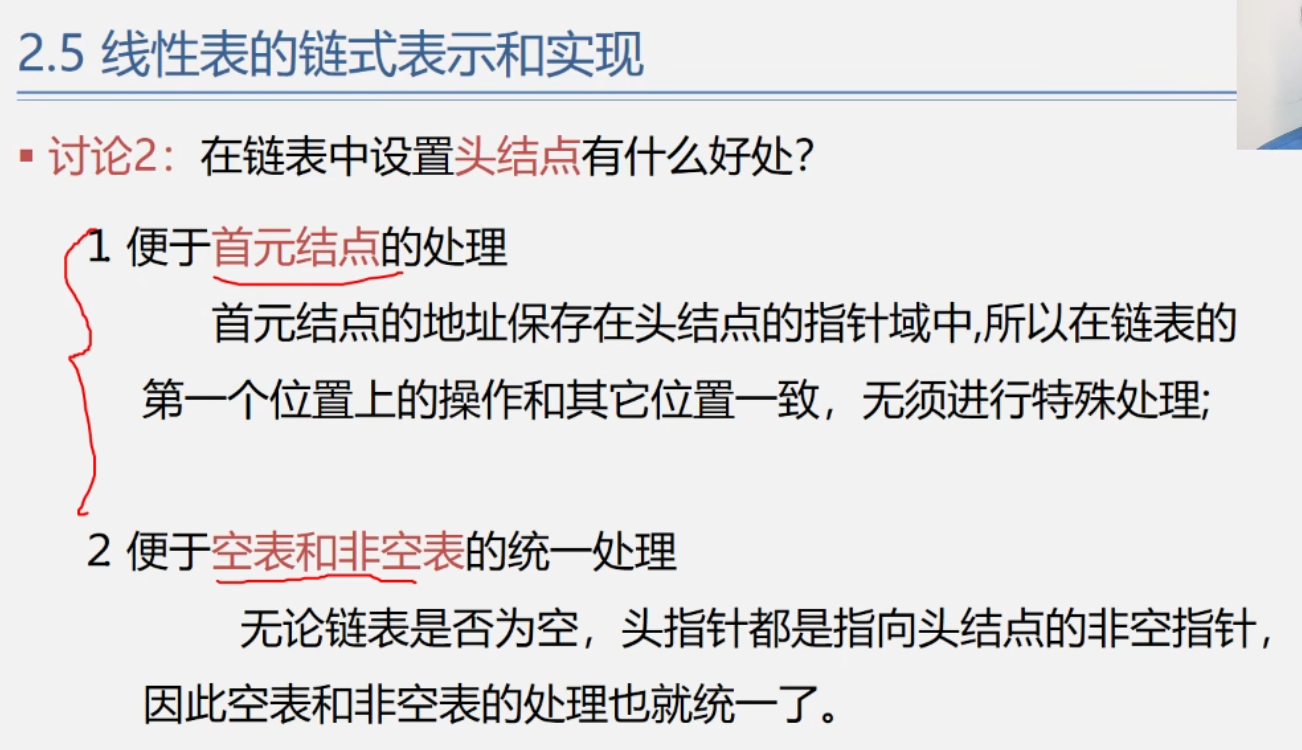 2.5 线性表的链式表示和实现
讨论2：在链表中设置头结点有什么好处?
1 便于首元结点的处理
首元结点的地址保存在头结点的指针域中,所以在链表的
第一个位置上的操作和其它位置一致，无须进行特殊处理;
2 便于空表和非空表的统一处理
无论链表是否为空，头指针都是指向头结点的非空指针，
因此空表和非空表的处理也就统一了。